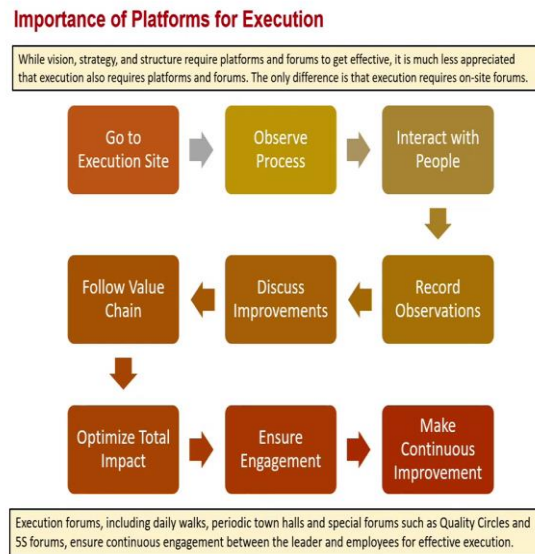 Importance of Platforms for Execution
While vision, strategy, and structure require platforms and forums to get effective, it is much less appreciated
that execution also requires platforms and forums. The only difference is that execution requires on-site forums.
Go to
Execution Site
Observe
Process
Interact with
People
Follow Value
Chain
Discuss
Improvements
Record
Observations
Optimize Total
Impact
Ensure
Engagement
Make
Continuous
Improvement
Execution forums, including daily walks, periodic town halls and special forums such as Quality Circles and
5S forums, ensure continuous engagement between the leader and employees for effective execution.